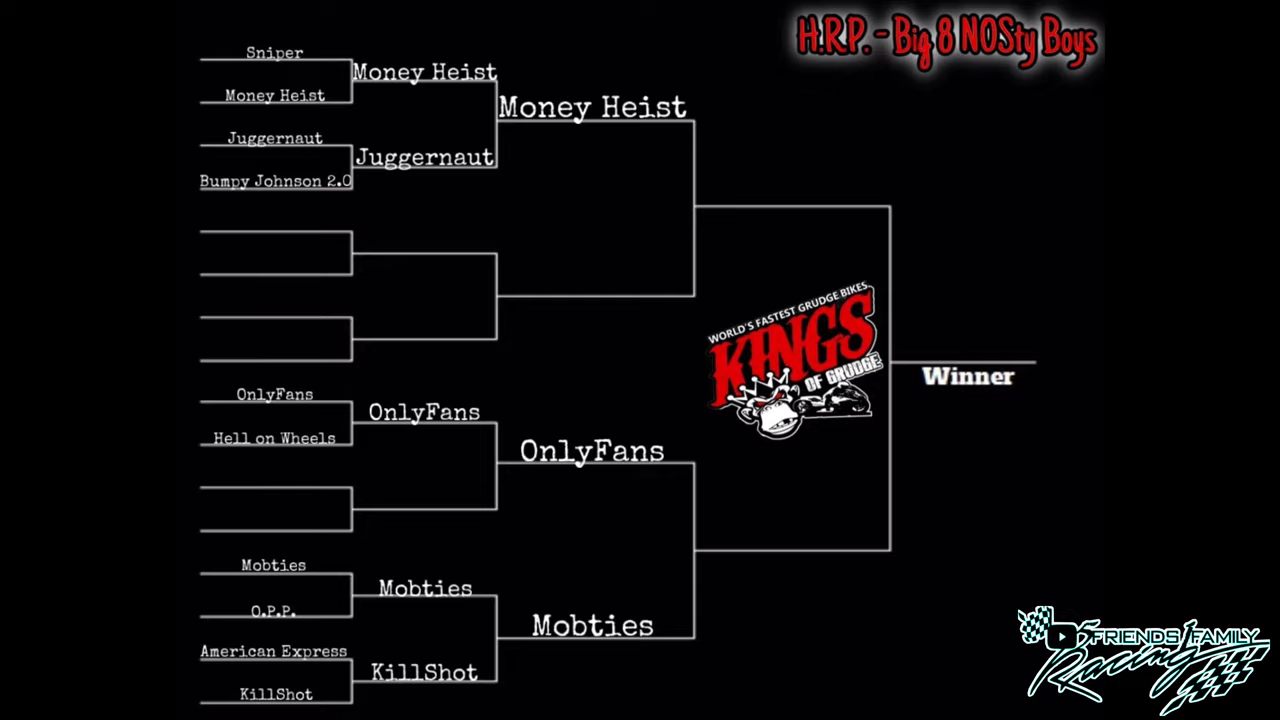 H.R.P. - Big 8 NOSty Boys
Sniper
Money Heist
Money Heist
Money Heist
Juggernaut
Juggernaut
Bumpy Johnson 2.0
WORLD'S FASTEST GRUDGE BIKES
KINGS
OF GRUDGE
Winner
OnlyFans
OnlyFans
Hell on Wheels
OnlyFans
Mobties
Mobties
O.P.P.
Mobties
American Express
KillShot
KillShot
5FRIENDS1FAMILY
Racing